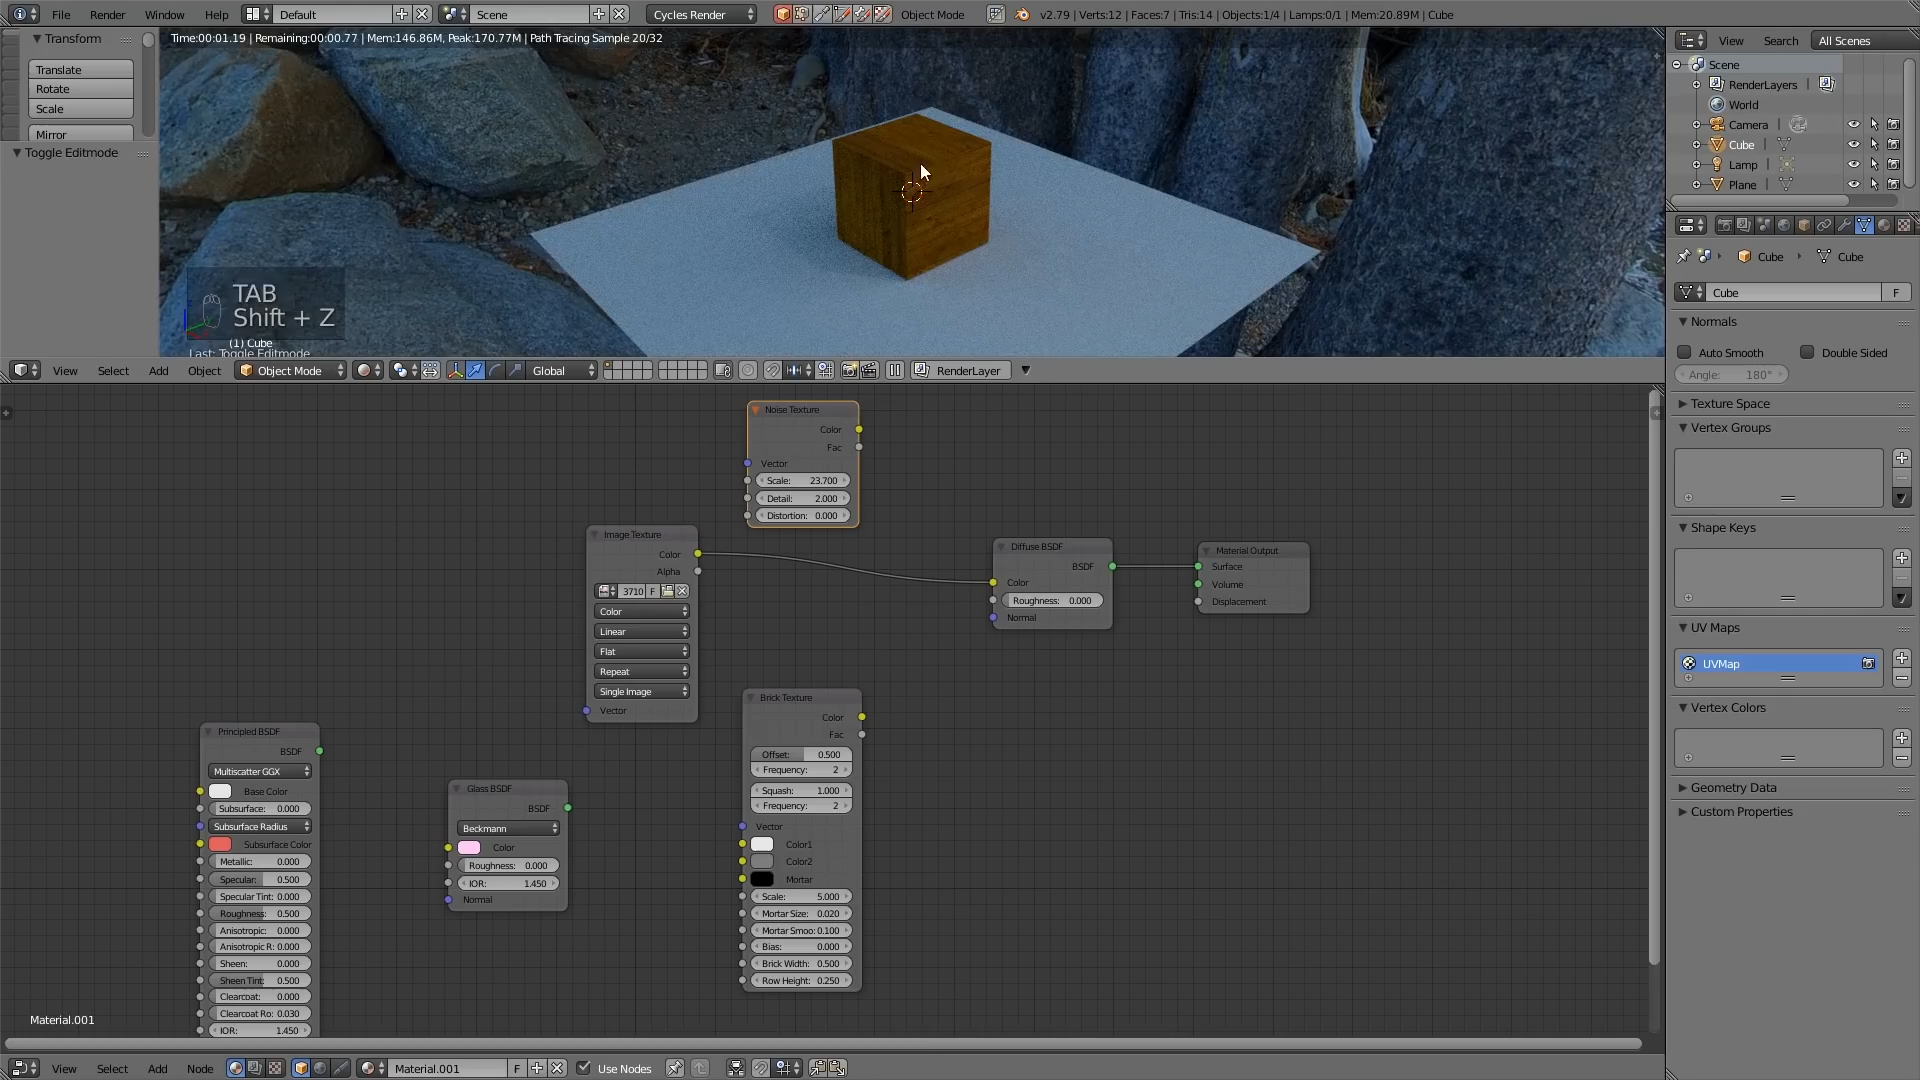 File Render Window Help Default Scene Cycles Render Object Mode v2.79 | Verts:12 | Faces:7 | Tris:14 | Objects:1/4 | Lamps:0/1 | Mem:20.89M | Cube
Time:00:01.19 | Remaining:00:00.77 | Mem:146.86M, Peak:170.77M | Path Tracing Sample 20/32
Transform
Translate
Rotate
Scale
Mirror
Toggle Editmode
TAB
Shift + Z
(1) Cube
Last: Toggle Editmode
View Select Add Object Object Mode Global RenderLayer
View Search All Scenes
Scene
RenderLayers
World
Camera
Cube
Lamp
Plane
Cube Cube
Cube F
Normals
Auto Smooth Double Sided
Angle: 180°
Texture Space
Vertex Groups
Shape Keys
UV Maps
UVMap
Vertex Colors
Geometry Data
Custom Properties
Noise Texture
Color
Fac
Vector
Scale: 23.700
Detail: 2.000
Distortion: 0.000
Image Texture
Color
Alpha
3710 F
Color
Linear
Flat
Repeat
Single Image
Vector
Diffuse BSDF
BSDF
Color
Roughness: 0.000
Normal
Material Output
Surface
Volume
Displacement
Principled BSDF
BSDF
Multiscatter GGX
Base Color
Subsurface: 0.000
Subsurface Radius
Subsurface Color
Metallic: 0.000
Specular: 0.500
Specular Tint: 0.000
Roughness: 0.500
Anisotropic: 0.000
Anisotropic R: 0.000
Sheen: 0.000
Sheen Tint: 0.500
Clearcoat: 0.000
Clearcoat Ro: 0.030
IOR: 1.450
Glass BSDF
BSDF
Beckmann
Color
Roughness: 0.000
IOR: 1.450
Normal
Brick Texture
Color
Fac
Offset: 0.500
Frequency: 2
Squash: 1.000
Frequency: 2
Vector
Color1
Color2
Mortar
Scale: 5.000
Mortar Size: 0.020
Mortar Smoo: 0.100
Bias: 0.000
Brick Width: 0.500
Row Height: 0.250
Material.001
View Select Add Node Material.001 F Use Nodes